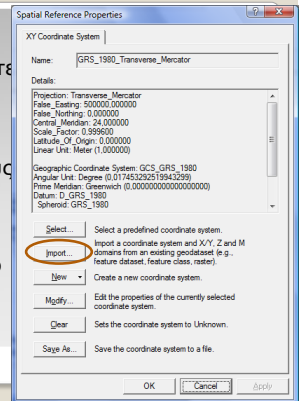 Spatial Reference Properties
XY Coordinate System
Name: GRS_1980_Transverse_Mercator
Details:
Projection: Transverse_Mercator
False_Easting: 500000,000000
False_Northing: 0,000000
Central_Meridian: 24,000000
Scale_Factor: 0,999600
Latitude_Of_Origin: 0,000000
Linear Unit: Meter (1,000000)
Geographic Coordinate System: GCS_GRS_1980
Angular Unit: Degree (0,017453292519943299)
Prime Meridian: Greenwich (0,000000000000000000)
Datum: D_GRS_1980
Spheroid: GRS_1980
Select... Select a predefined coordinate system.
Import... Import a coordinate system and X/Y, Z and M
domains from an existing geodataset (e.g.,
feature dataset, feature class, raster).
New Create a new coordinate system.
Modify... Edit the properties of the currently selected
coordinate system.
Clear Sets the coordinate system to Unknown.
Save As... Save the coordinate system to a file.
OK Cancel Apply